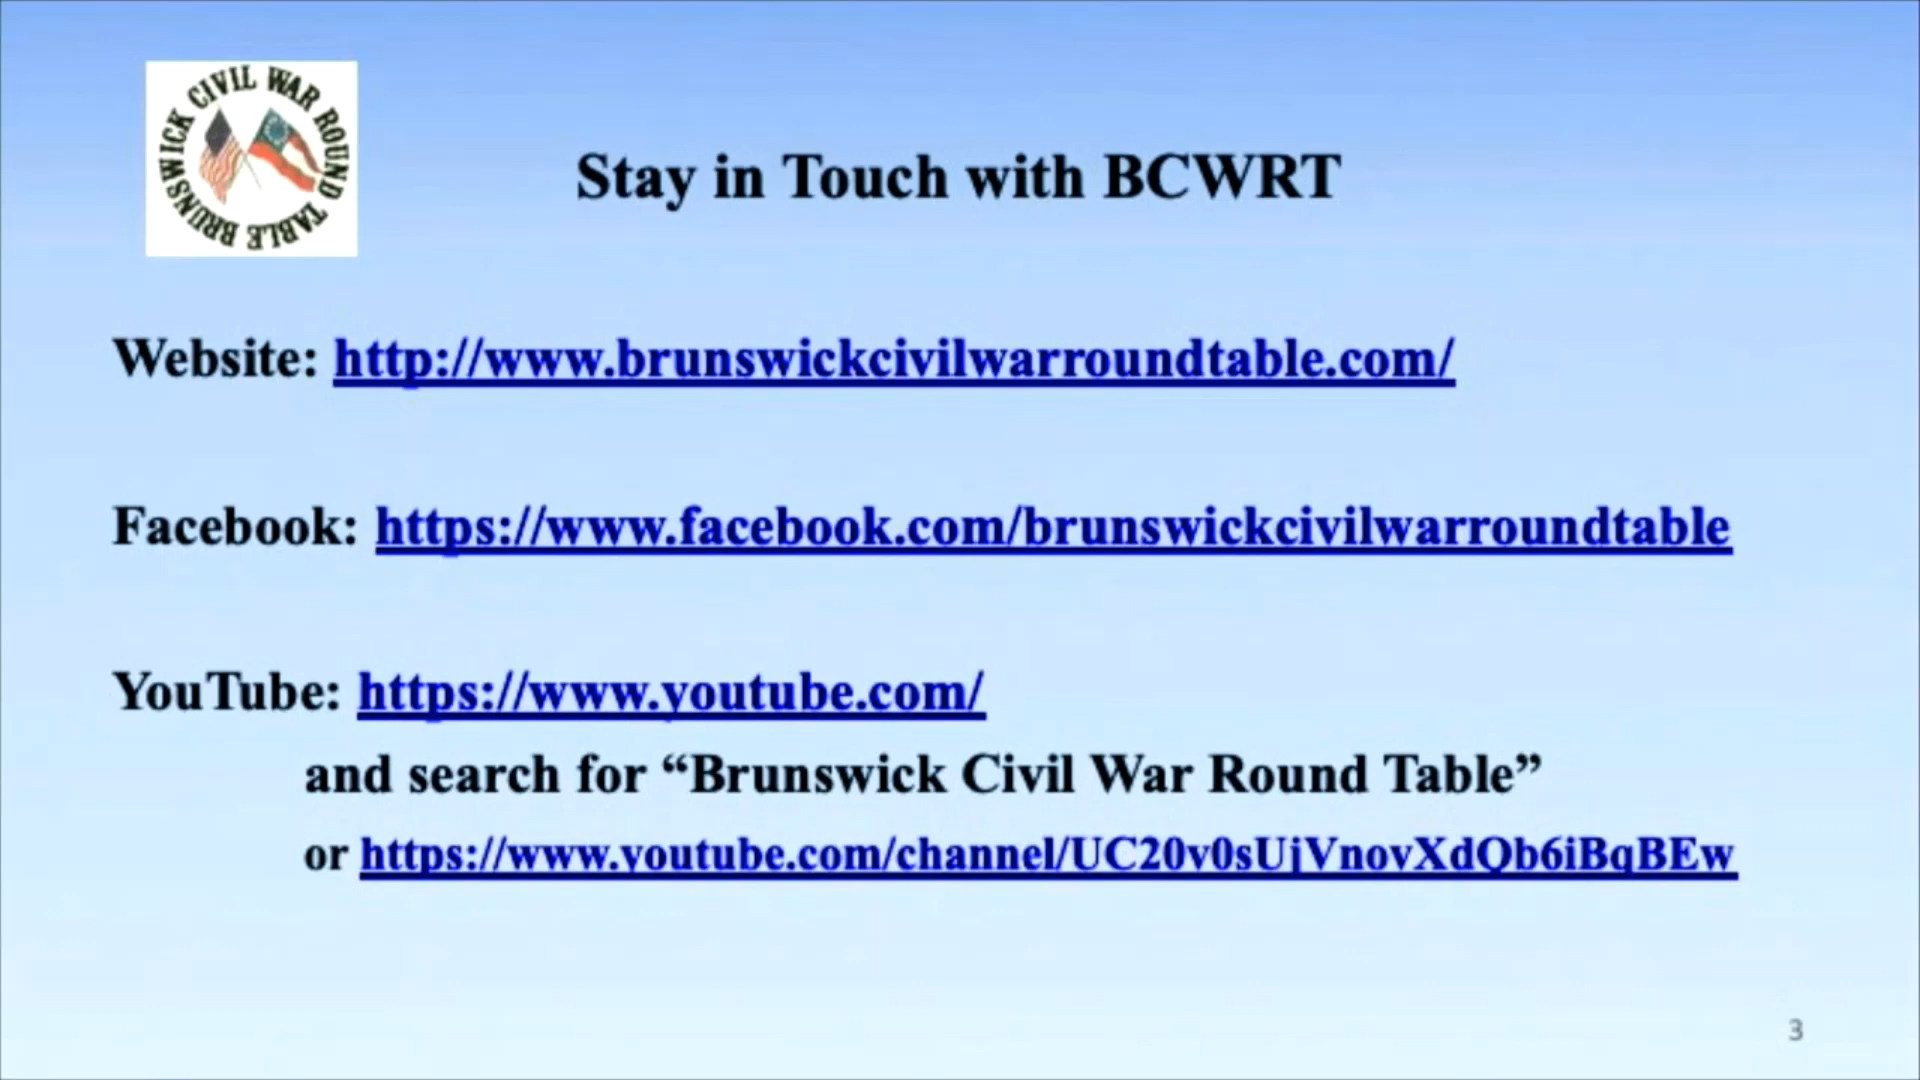 BRUNSWICK CIVIL WAR ROUND TABLE
Stay in Touch with BCWRT
Website: http://www.brunswickcivilwarroundtable.com/
Facebook: https://www.facebook.com/brunswickcivilwarroundtable
YouTube: https://www.youtube.com/
and search for “Brunswick Civil War Round Table”
or https://www.youtube.com/channel/UC20v0sUjVnovXdQb6iBqBEw
3